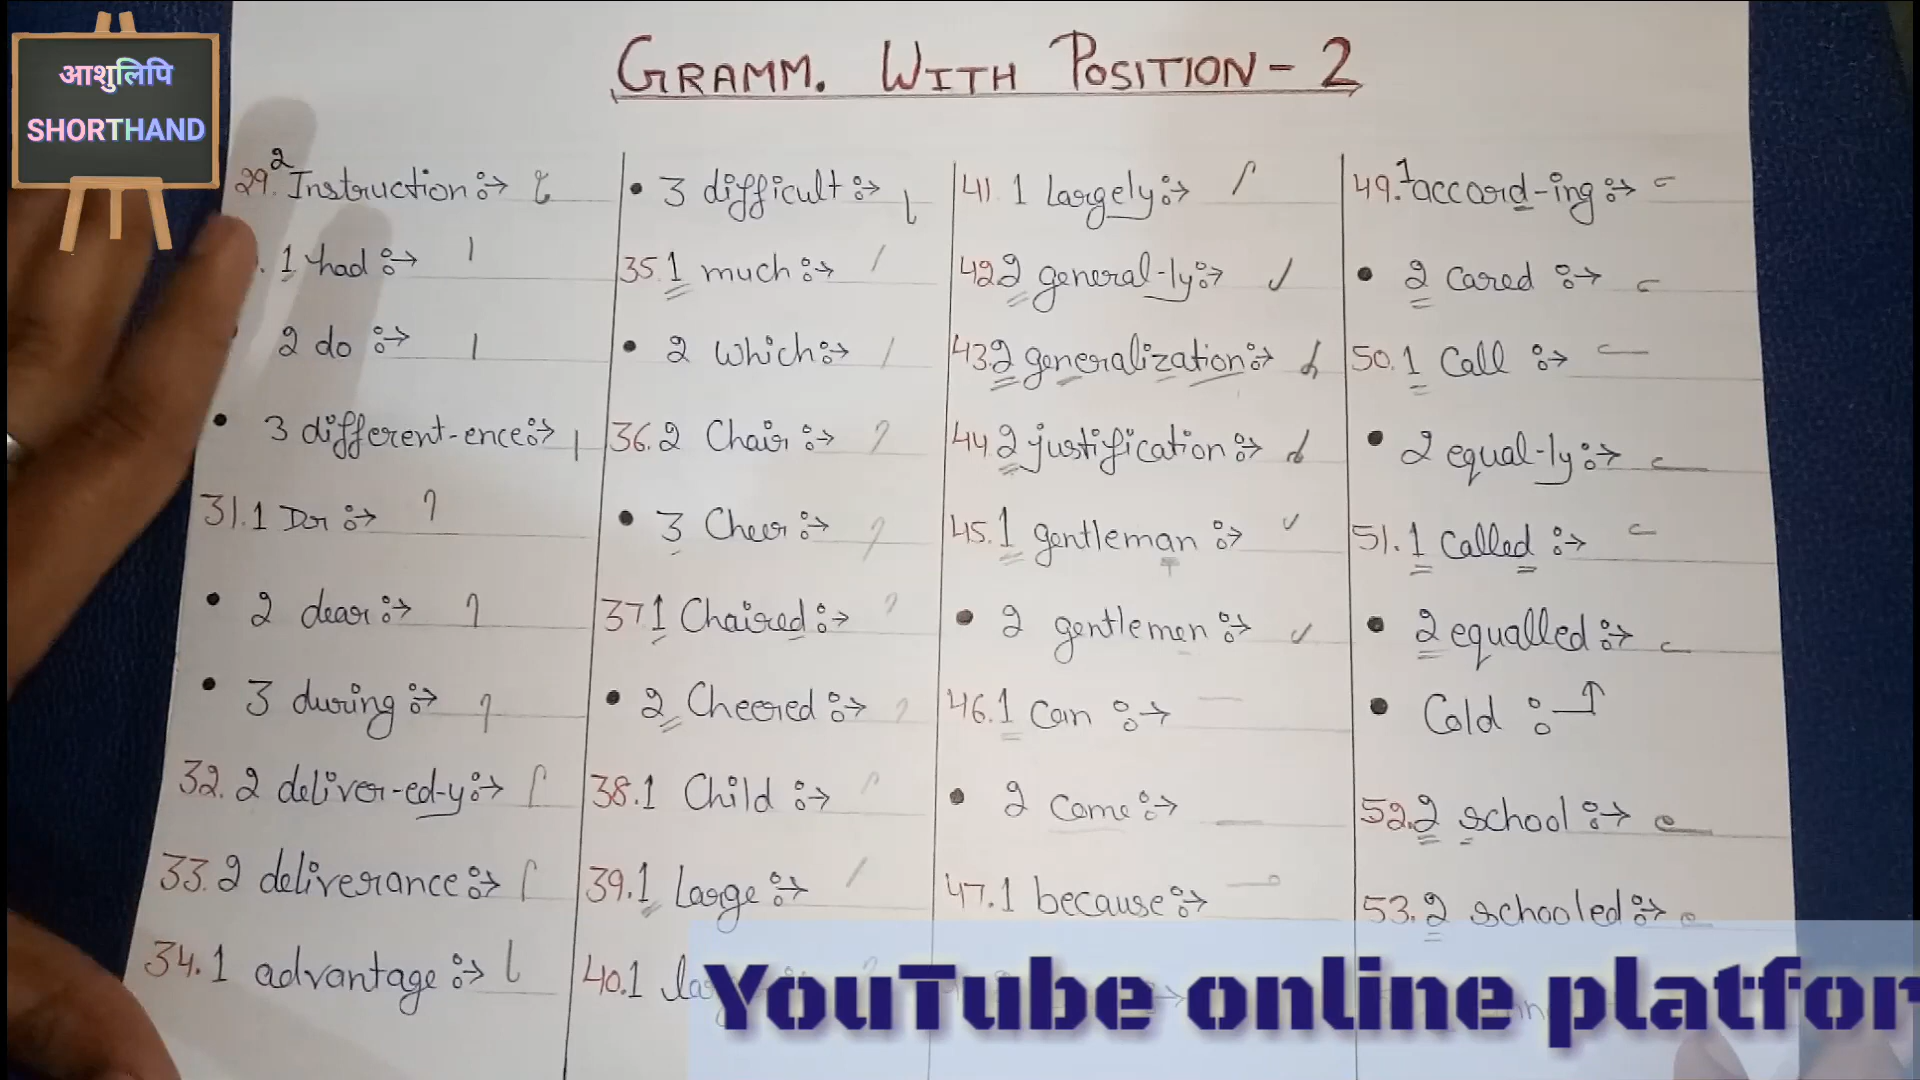 आशुलिपि
SHORTHAND
GRAMM. WITH POSITION - 2
29. 2 Instruction
1 had
2 do
• 3 different-ence
31. 1 Dr
• 2 dear
• 3 during
32. 2 deliver-ed-y
33. 2 deliverance
34. 1 advantage
• 3 difficult
35. 1 much
• 2 which
36. 2 Chair
• 3 Cheer
37 1 Chaired
• 2 Cheered
38. 1 Child
39. 1 Large
40. 1
41. 1 Largely
42. 2 general-ly
43. 2 generalization
44. 2 justification
45. 1 gentleman
• 2 gentlemen
46. 1 Can
• 2 Come
47. 1 because
49. 1 accord-ing
• 2 Cared
50. 1 Call
• 2 equal-ly
51. 1 Called
• 2 equalled
• Cold
52. 2 school
53. 2 schooled
YouTube online platfor